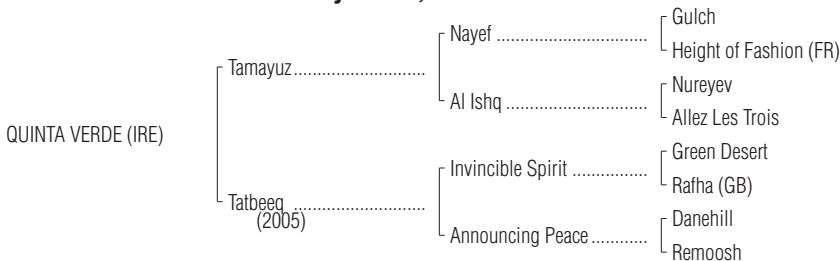 Gulch
Nayef
Height of Fashion (FR)
Tamayuz
Nureyev
Al Ishq
Allez Les Trois
QUINTA VERDE (IRE)
Green Desert
Invincible Spirit
Rafha (GB)
Tatbeeq
(2005)
Danehill
Announcing Peace
Remoosh